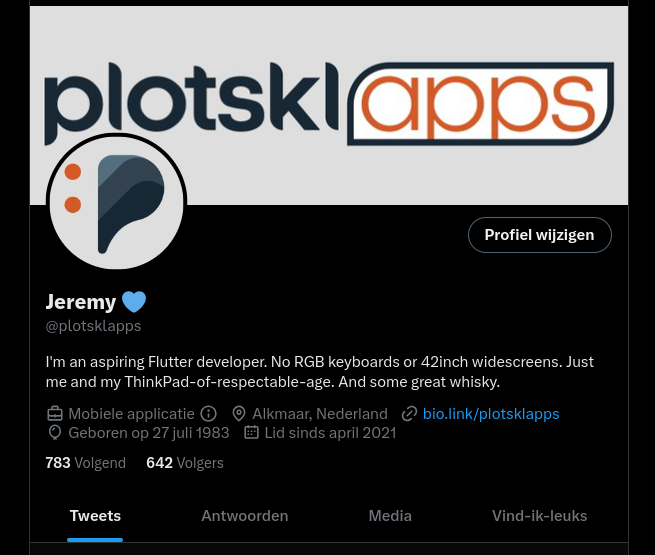 plotsklapps
Profiel wijzigen
Jeremy 💙
@plotsklapps
I'm an aspiring Flutter developer. No RGB keyboards or 42inch widescreens. Just
me and my ThinkPad-of-respectable-age. And some great whisky.
Mobiele applicatie Alkmaar, Nederland bio.link/plotsklapps
Geboren op 27 juli 1983 Lid sinds april 2021
783 Volgend 642 Volgers
Tweets Antwoorden Media Vind-ik-leuks